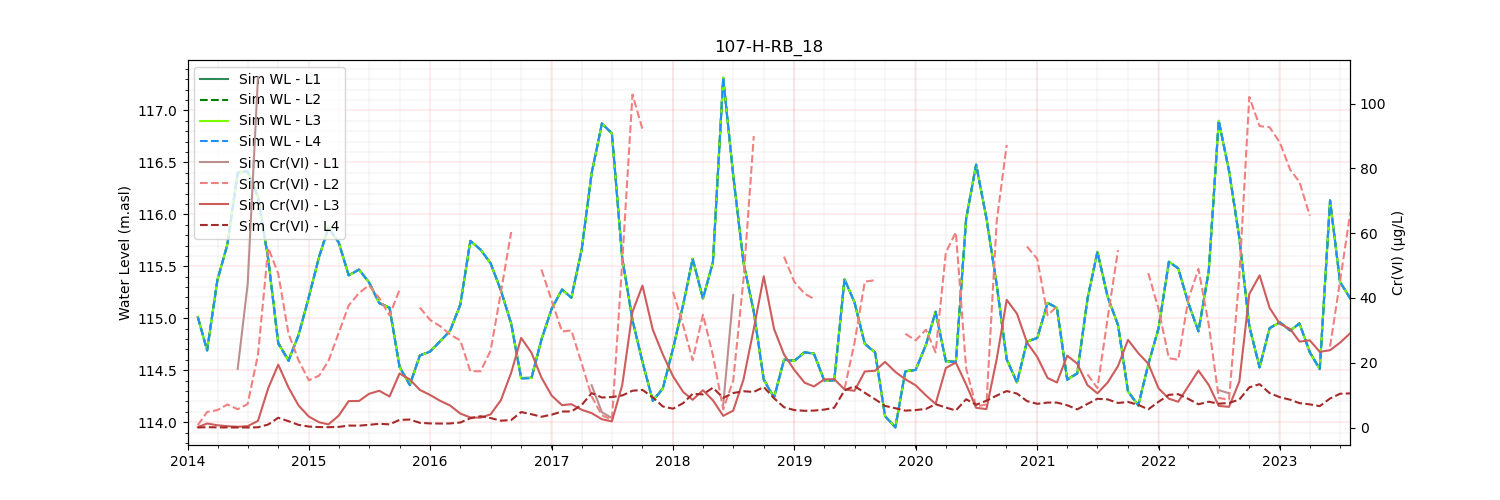 107-H-RB_18
Sim WL - L1
Sim WL - L2
Sim WL - L3
Sim WL - L4
Sim Cr(VI) - L1
Sim Cr(VI) - L2
Sim Cr(VI) - L3
Sim Cr(VI) - L4
Water Level (m.asl)
117.0
116.5
116.0
115.5
115.0
114.5
114.0
Cr(VI) (µg/L)
100
80
60
40
20
0
2014 2015 2016 2017 2018 2019 2020 2021 2022 2023